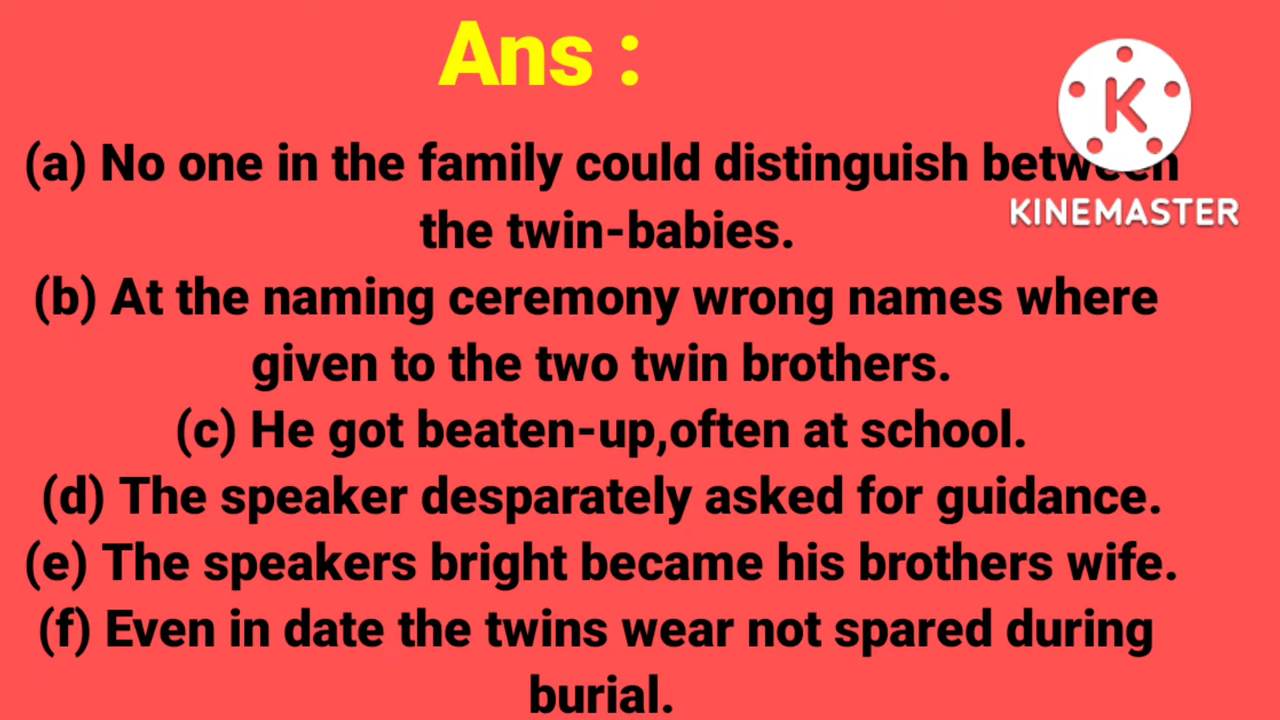 Ans :
(a) No one in the family could distinguish between
the twin-babies.
K
KINEMASTER
(b) At the naming ceremony wrong names where
given to the two twin brothers.
(c) He got beaten-up,often at school.
(d) The speaker desparately asked for guidance.
(e) The speakers bright became his brothers wife.
(f) Even in date the twins wear not spared during
burial.